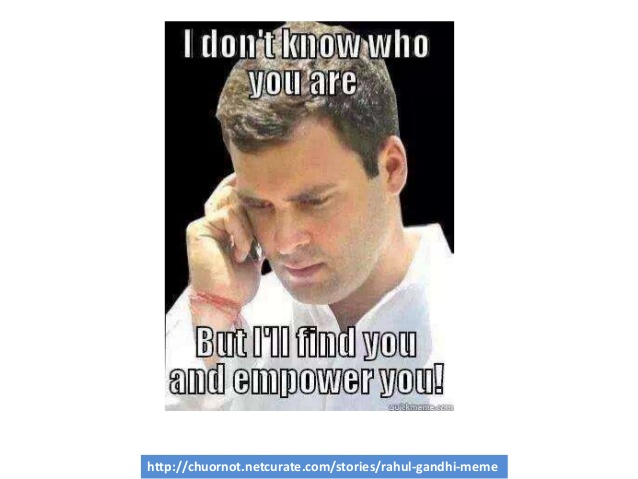 I don't know who
you are
But I'll find you
and empower you!
quickmeme.com
http://chuornot.netcurate.com/stories/rahul-gandhi-meme